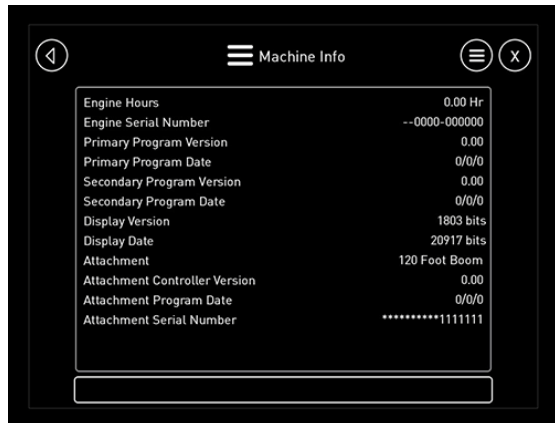 Machine Info
X
Engine Hours 0.00 Hr
Engine Serial Number --0000-000000
Primary Program Version 0.00
Primary Program Date 0/0/0
Secondary Program Version 0.00
Secondary Program Date 0/0/0
Display Version 1803 bits
Display Date 20917 bits
Attachment 120 Foot Boom
Attachment Controller Version 0.00
Attachment Program Date 0/0/0
Attachment Serial Number **********1111111